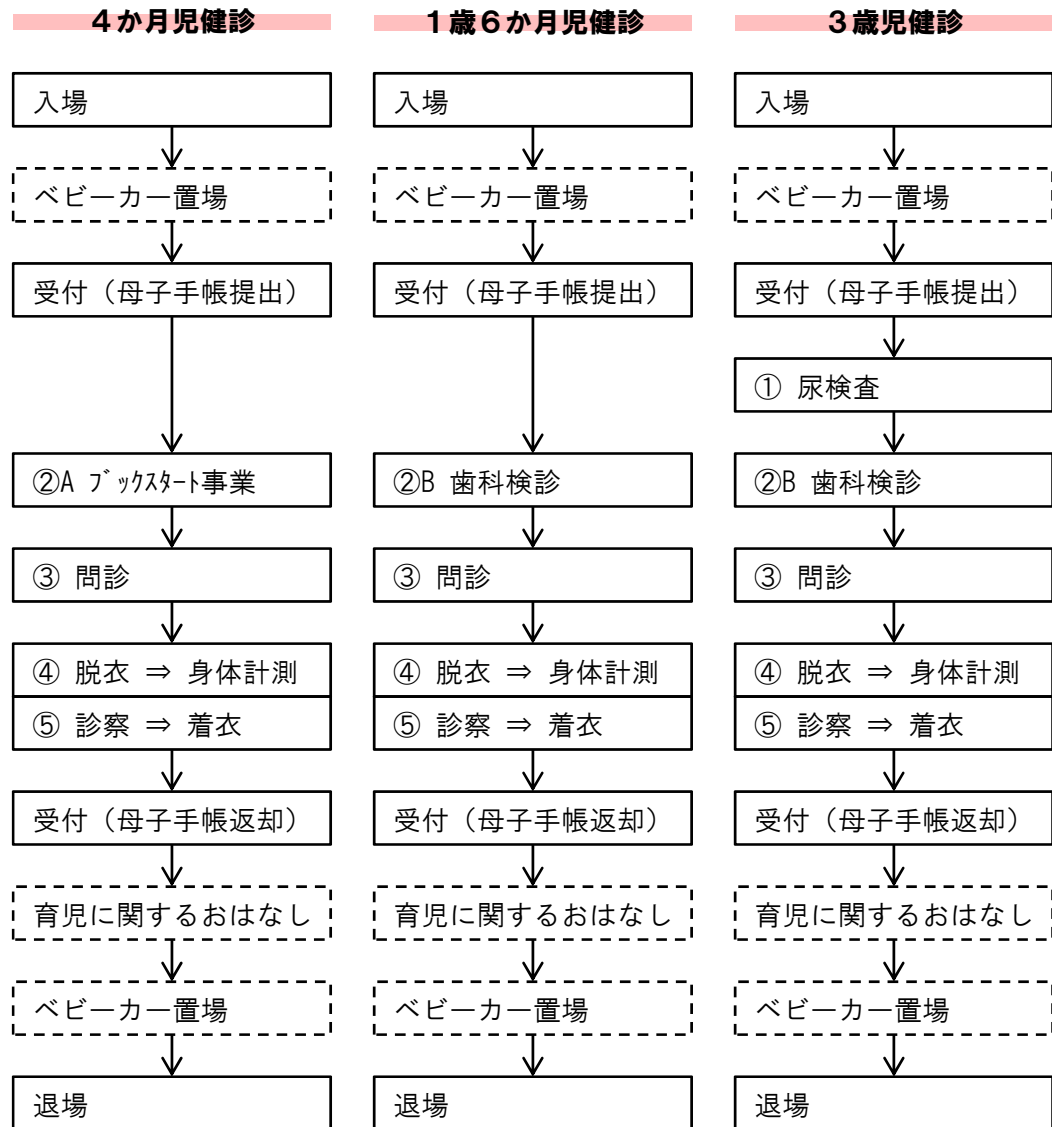 ４か月児健診
入場
ベビーカー置場
受付（母子手帳提出）
②A ﾌﾞｯｸｽﾀｰﾄ事業
③ 問診
④ 脱衣 ⇒ 身体計測
⑤ 診察 ⇒ 着衣
受付（母子手帳返却）
育児に関するおはなし
ベビーカー置場
退場
１歳６か月児健診
入場
ベビーカー置場
受付（母子手帳提出）
②B 歯科検診
③ 問診
④ 脱衣 ⇒ 身体計測
⑤ 診察 ⇒ 着衣
受付（母子手帳返却）
育児に関するおはなし
ベビーカー置場
退場
３歳児健診
入場
ベビーカー置場
受付（母子手帳提出）
① 尿検査
②B 歯科検診
③ 問診
④ 脱衣 ⇒ 身体計測
⑤ 診察 ⇒ 着衣
受付（母子手帳返却）
育児に関するおはなし
ベビーカー置場
退場